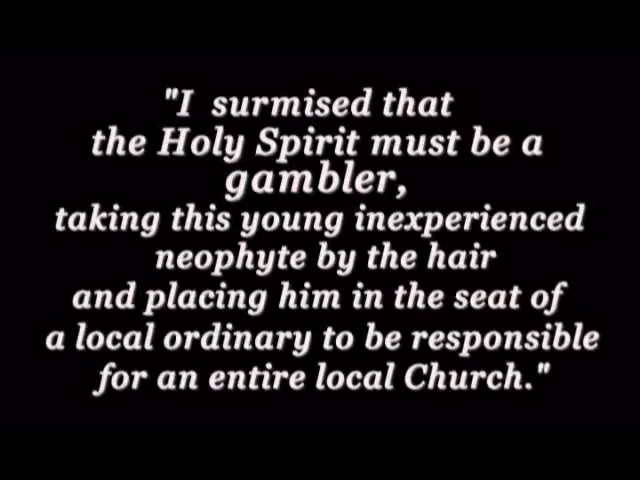 "I surmised that
the Holy Spirit must be a
gambler,
taking this young inexperienced
neophyte by the hair
and placing him in the seat of
a local ordinary to be responsible
for an entire local Church."